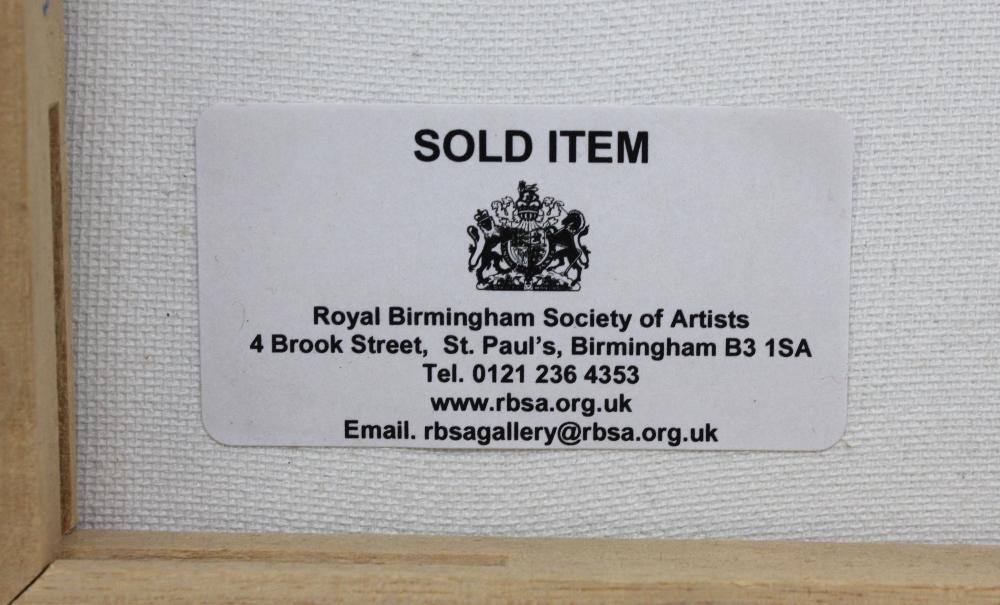 SOLD ITEM
Royal Birmingham Society of Artists
4 Brook Street, St. Paul's, Birmingham B3 1SA
Tel. 0121 236 4353
www.rbsa.org.uk
Email. rbsagallery@rbsa.org.uk